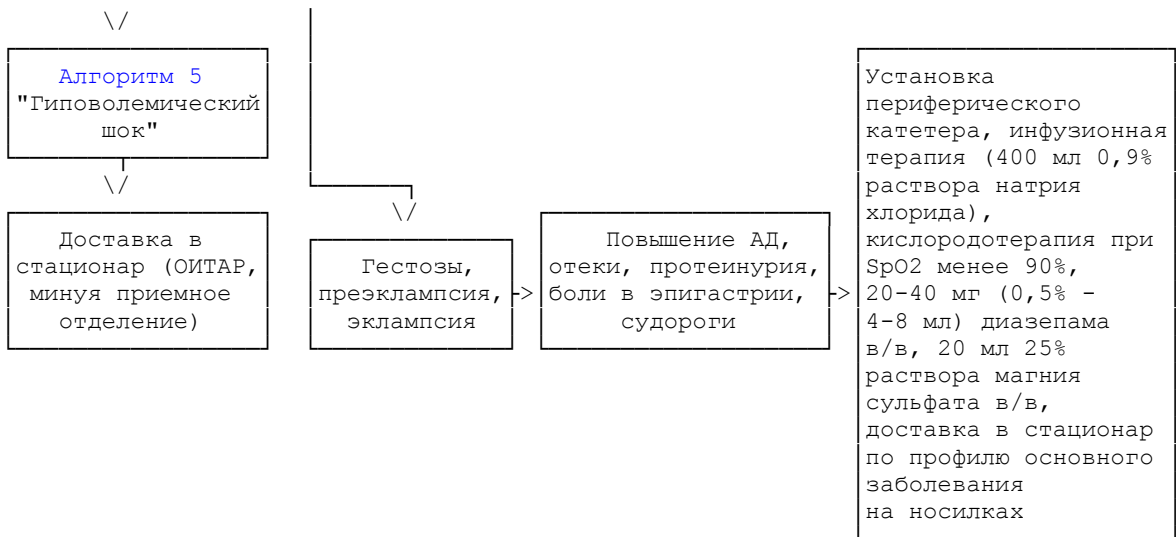 Алгоритм 5
"Гиповолемический
шок"
Доставка в
стационар (ОИТАР,
минуя приемное
отделение)
Гестозы,
преэклампсия,
эклампсия
Повышение АД,
отеки, протеинурия,
боли в эпигастрии,
судороги
Установка
периферического
катетера, инфузионная
терапия (400 мл 0,9%
раствора натрия
хлорида),
кислородотерапия при
SpO2 менее 90%,
20-40 мг (0,5% -
4-8 мл) диазепама
в/в, 20 мл 25%
раствора магния
сульфата в/в,
доставка в стационар
по профилю основного
заболевания
на носилках